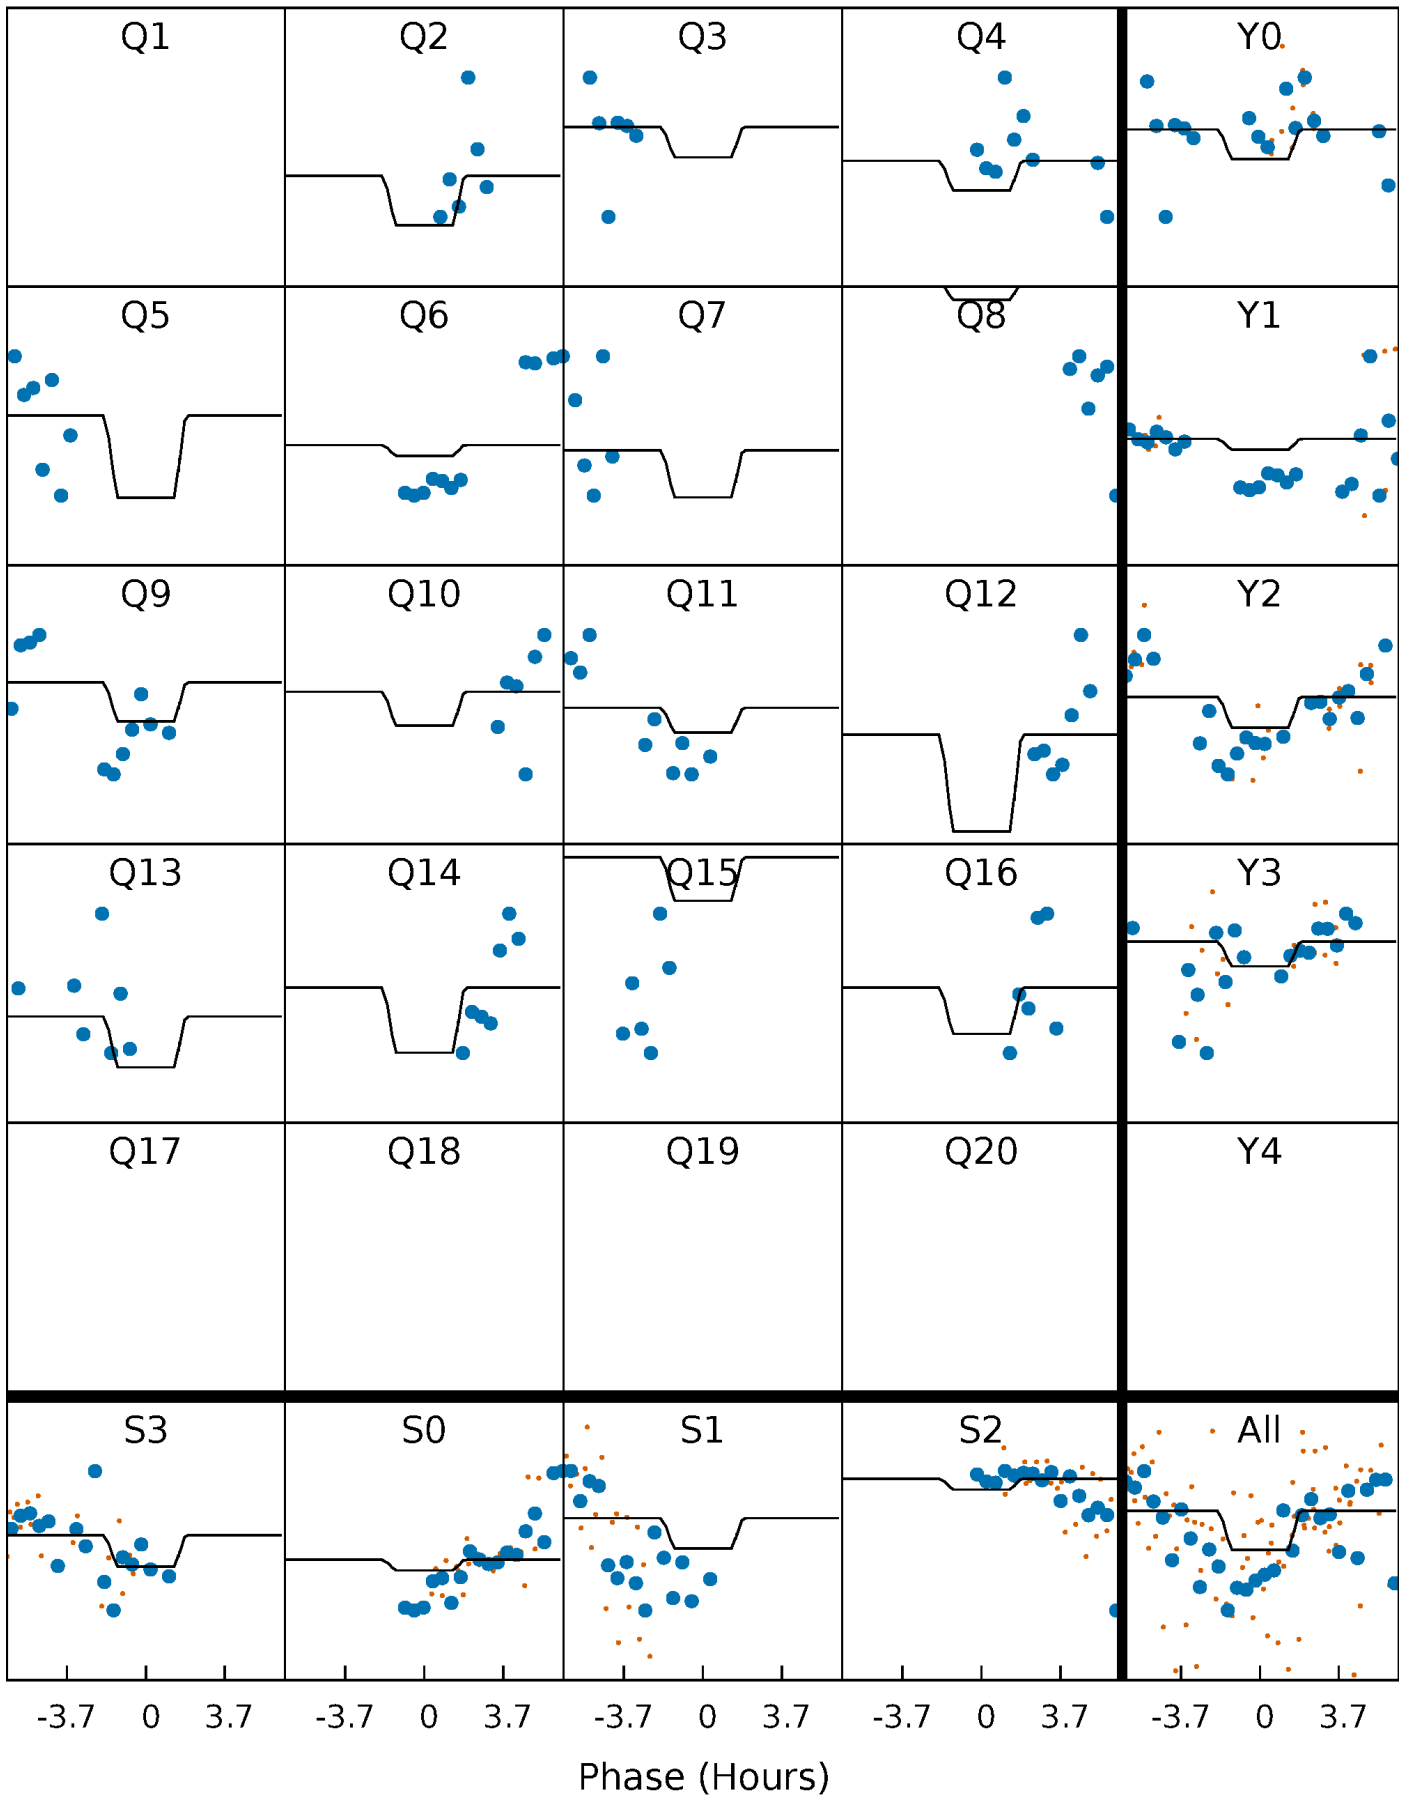 Q1 Q2 Q3 Q4 Y0
Q5 Q6 Q7 Q8 Y1
Q9 Q10 Q11 Q12 Y2
Q13 Q14 Q15 Q16 Y3
Q17 Q18 Q19 Q20 Y4
S3 S0 S1 S2 All
-3.7 0 3.7 -3.7 0 3.7 -3.7 0 3.7 -3.7 0 3.7 -3.7 0 3.7
Phase (Hours)